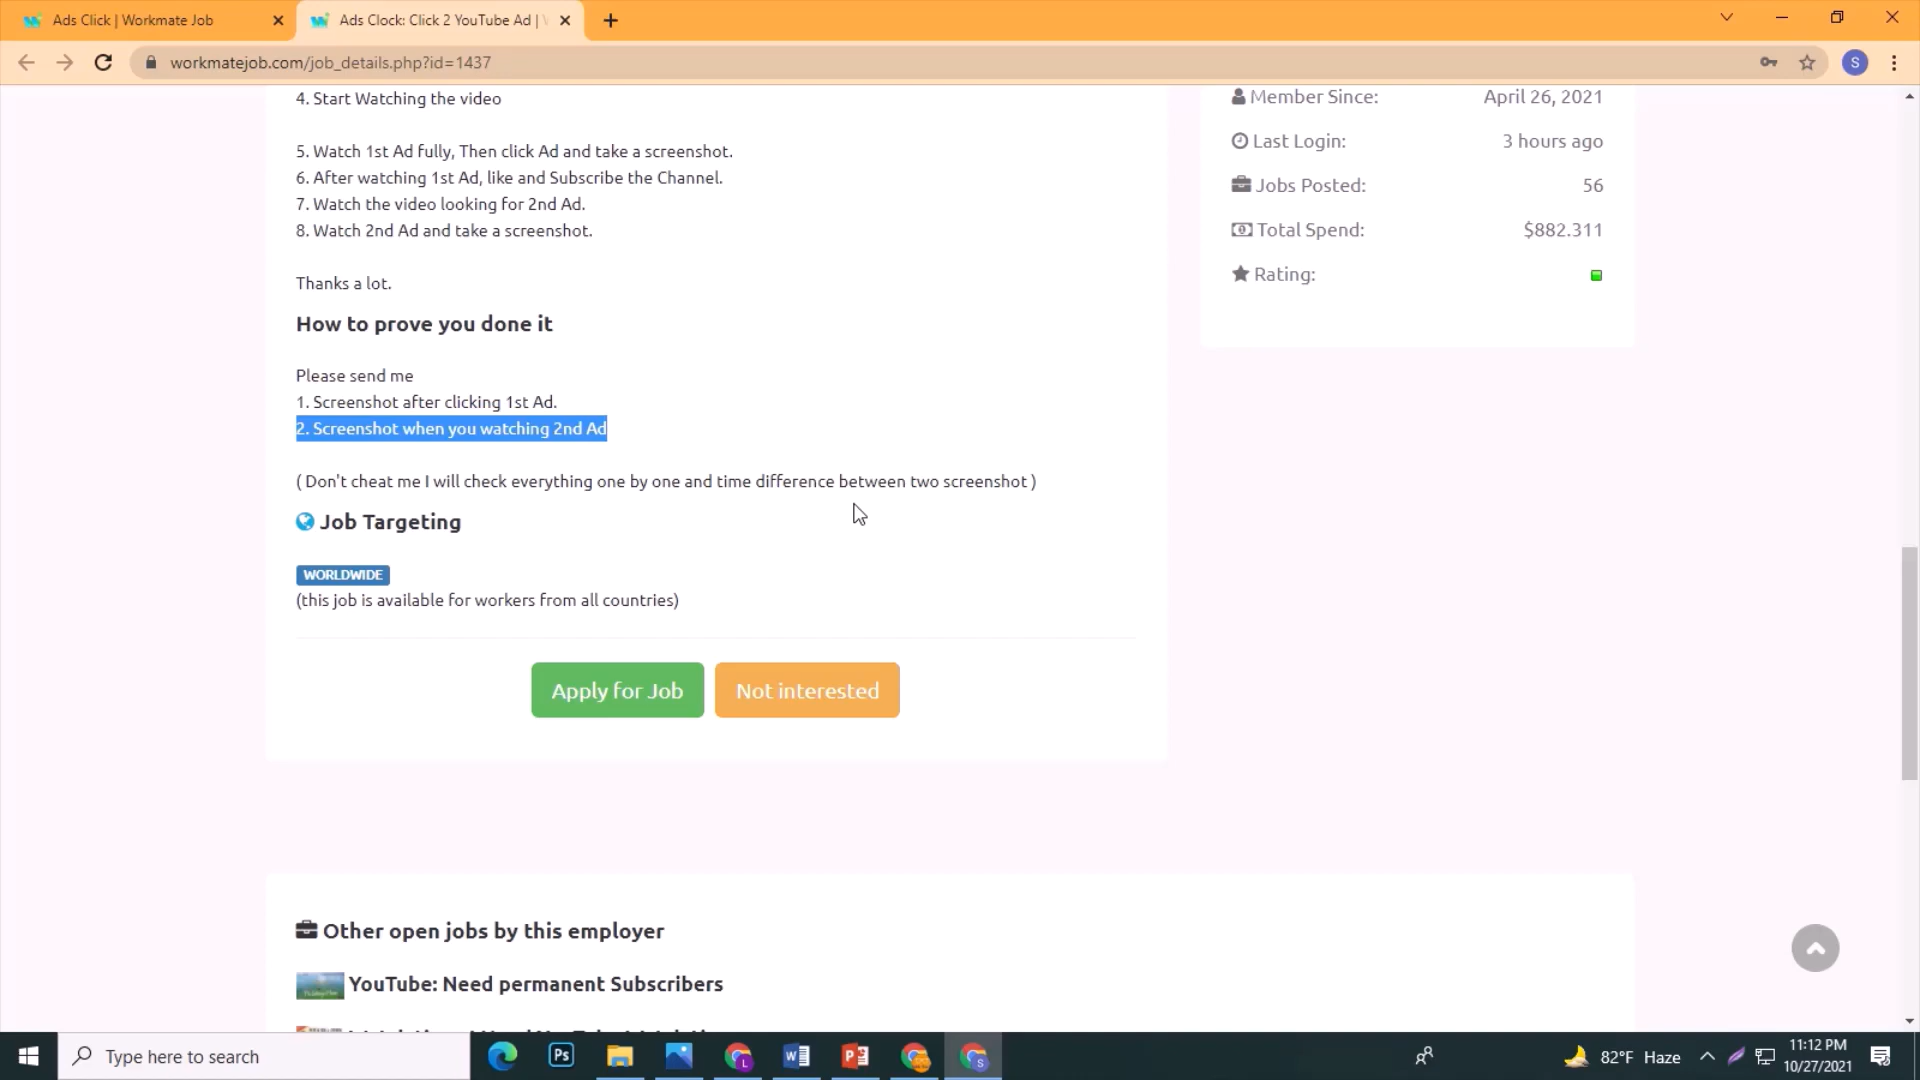 Ads Click | Workmate Job
Ads Clock: Click 2 YouTube Ad |
workmatejob.com/job_details.php?id=1437
S
4. Start Watching the video
5. Watch 1st Ad fully, Then click Ad and take a screenshot.
6. After watching 1st Ad, like and Subscribe the Channel.
7. Watch the video looking for 2nd Ad.
8. Watch 2nd Ad and take a screenshot.
Thanks a lot.
How to prove you done it
Please send me
1. Screenshot after clicking 1st Ad.
2. Screenshot when you watching 2nd Ad
( Don't cheat me I will check everything one by one and time difference between two screenshot )
Job Targeting
WORLDWIDE
(this job is available for workers from all countries)
Apply for Job
Not interested
Member Since: April 26, 2021
Last Login: 3 hours ago
Jobs Posted: 56
Total Spend: $882.311
Rating:
Other open jobs by this employer
YouTube: Need permanent Subscribers
Type here to search
Ps
L
S
82°F Haze
11:12 PM
10/27/2021